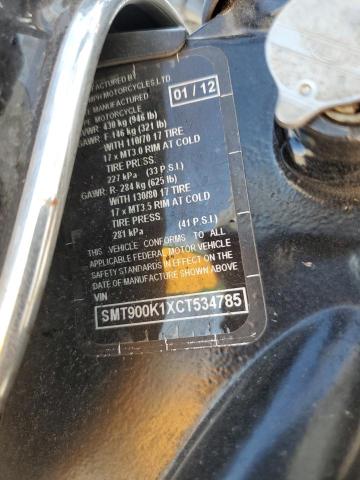 MANUFACTURED BY
TRIUMPH MOTORCYCLES LTD
DATE MANUFACTURED 01 / 12
TYPE MOTORCYCLE
GVWR: 430 kg (946 lb)
GAWR: F-146 kg (321 lb)
WITH 110/70 17 TIRE
17 x MT3.0 RIM AT COLD
TIRE PRESS.
227 kPa (33 P.S.I.)
GAWR: R- 284 kg (625 lb)
WITH 130/80 17 TIRE
17 x MT3.5 RIM AT COLD
TIRE PRESS
281 kPa (41 P.S.I.)
THIS VEHICLE CONFORMS TO ALL
APPLICABLE FEDERAL MOTOR VEHICLE
SAFETY STANDARDS IN EFFECT ON THE
DATE OF MANUFACTURE SHOWN ABOVE
VIN
SMT900K1XCT534785